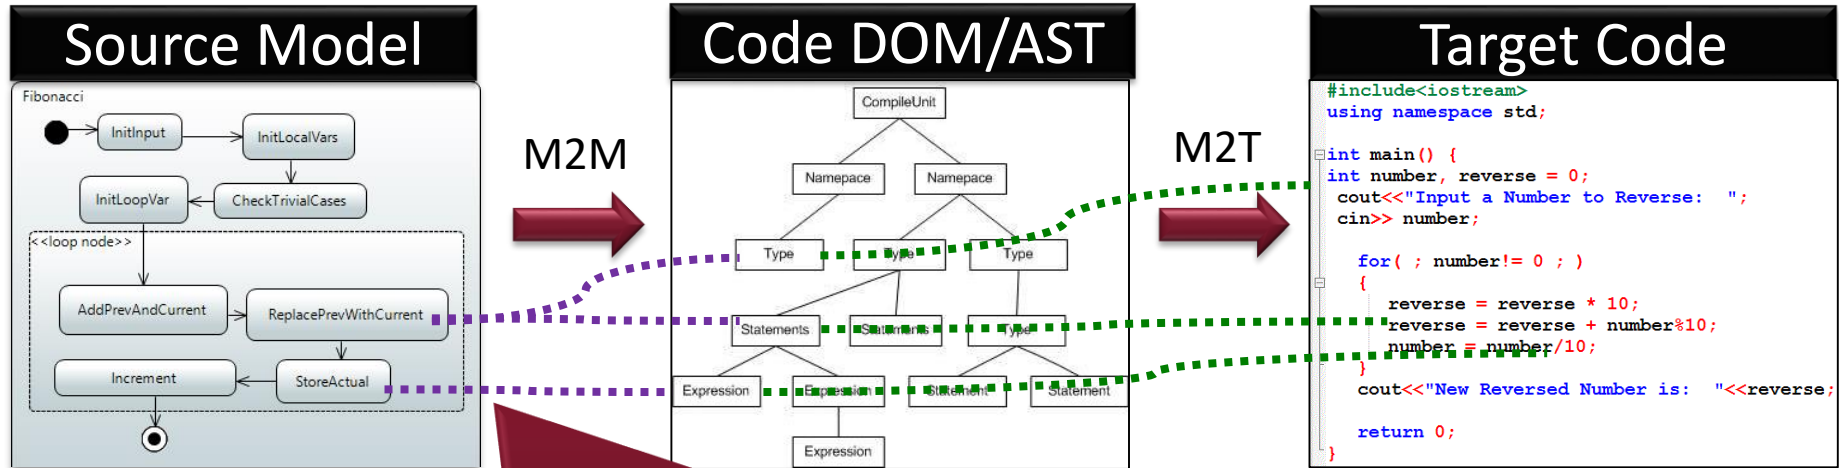 Source Model
Fibonacci
InitInput
InitLocalVars
InitLoopVar
CheckTrivialCases
<<loop node>>
AddPrevAndCurrent
ReplacePrevWithCurrent
Increment
StoreActual
M2M
Code DOM/AST
CompileUnit
Namepace
Namepace
Type
Type
Type
Statements
Statements
Type
Expression
Expression
Statement
Statement
Expression
M2T
Target Code
#include<iostream>
using namespace std;
int main() {
int number, reverse = 0;
cout<<"Input a Number to Reverse:  ";
cin>> number;
for( ; number!= 0 ; )
{
reverse = reverse * 10;
reverse = reverse + number%10;
number = number/10;
}
cout<<"New Reversed Number is:  "<<reverse;
return 0;
}